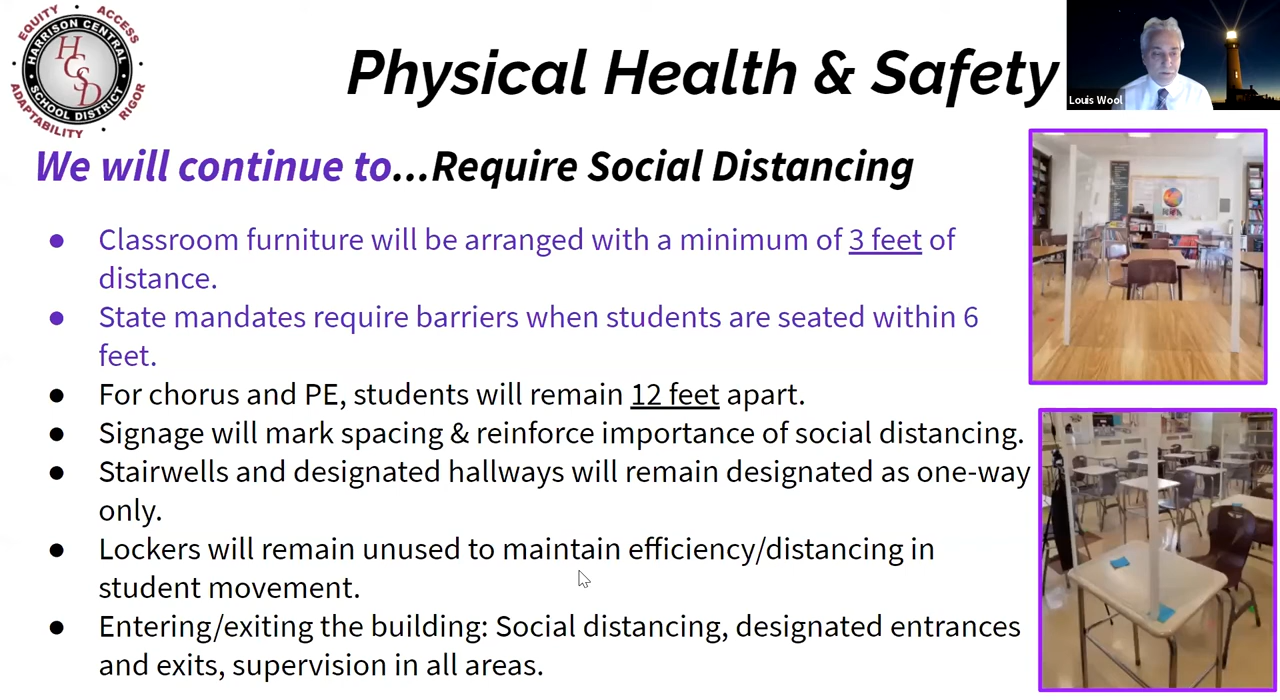 EQUITY ACCESS
HARRISON CENTRAL
HCSD
SCHOOL DISTRICT
ADAPTABILITY RIGOR
Physical Health & Safety
Louis Wool
We will continue to...Require Social Distancing
● Classroom furniture will be arranged with a minimum of 3 feet of
distance.
● State mandates require barriers when students are seated within 6
feet.
● For chorus and PE, students will remain 12 feet apart.
● Signage will mark spacing & reinforce importance of social distancing.
● Stairwells and designated hallways will remain designated as one-way
only.
● Lockers will remain unused to maintain efficiency/distancing in
student movement.
● Entering/exiting the building: Social distancing, designated entrances
and exits, supervision in all areas.